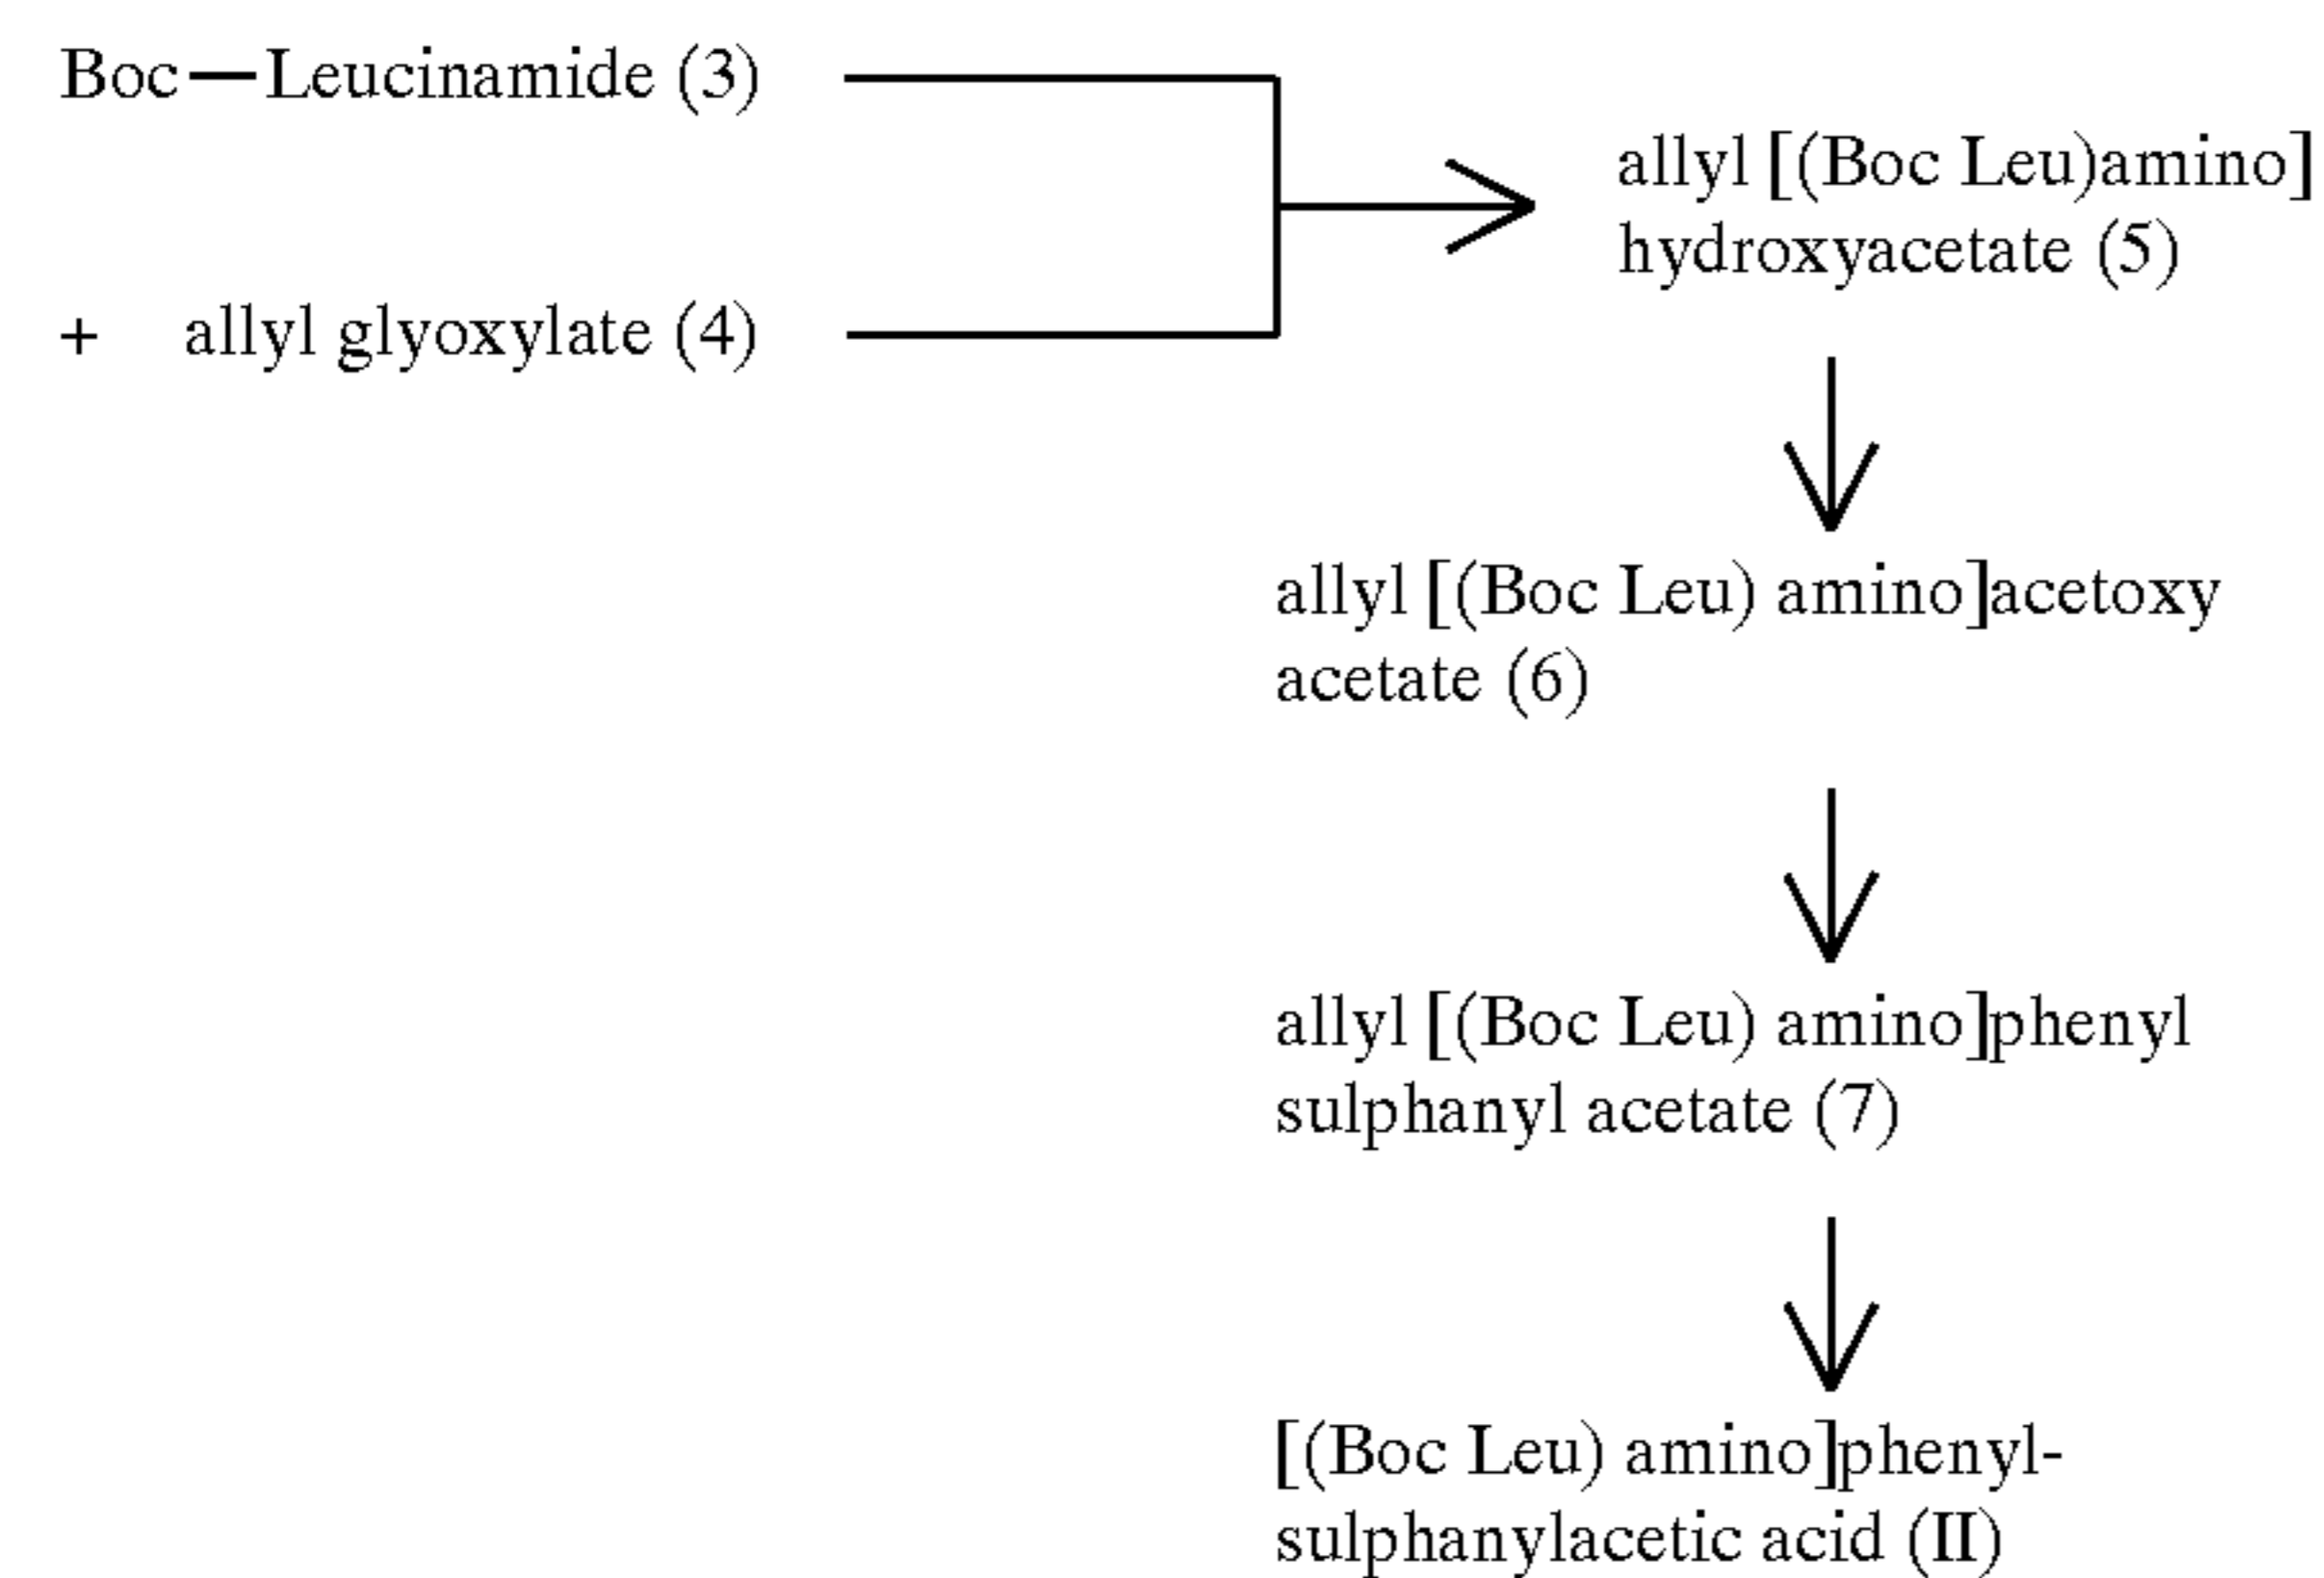 Boc—Leucinamide (3)
+ allyl glyoxylate (4)
allyl [(Boc Leu)amino]
hydroxyacetate (5)
allyl [(Boc Leu) amino]acetoxy
acetate (6)
allyl [(Boc Leu) amino]phenyl
sulphanyl acetate (7)
[(Boc Leu) amino]phenyl-
sulphanylacetic acid (II)